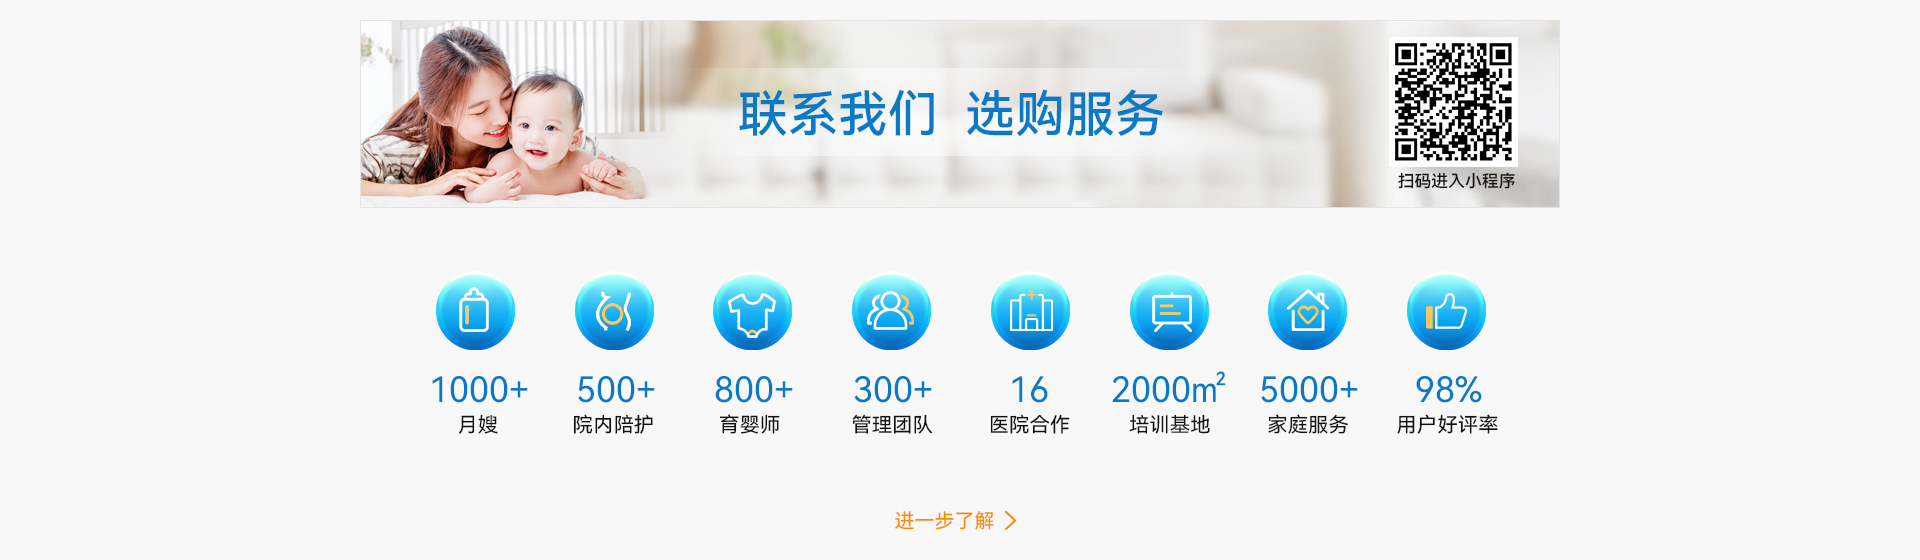 联系我们 选购服务
扫码进入小程序
1000+
月嫂
500+
院内陪护
800+
育婴师
300+
管理团队
16
医院合作
2000m²
培训基地
5000+
家庭服务
98%
用户好评率
进一步了解